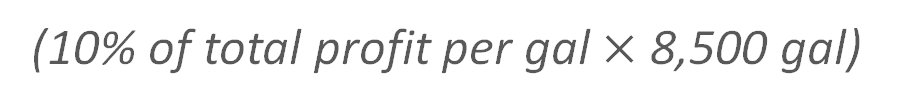 (10% of total profit per gal × 8,500 gal)